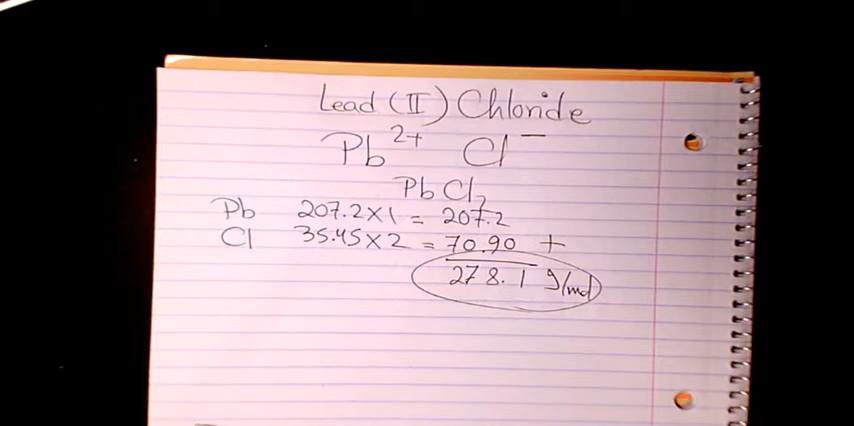 Lead (II) Chloride
Pb²⁺ Cl⁻
PbCl₂
Pb 207.2 X 1 = 207.2
Cl 35.45 X 2 = 70.90 +
278.1 g/mol